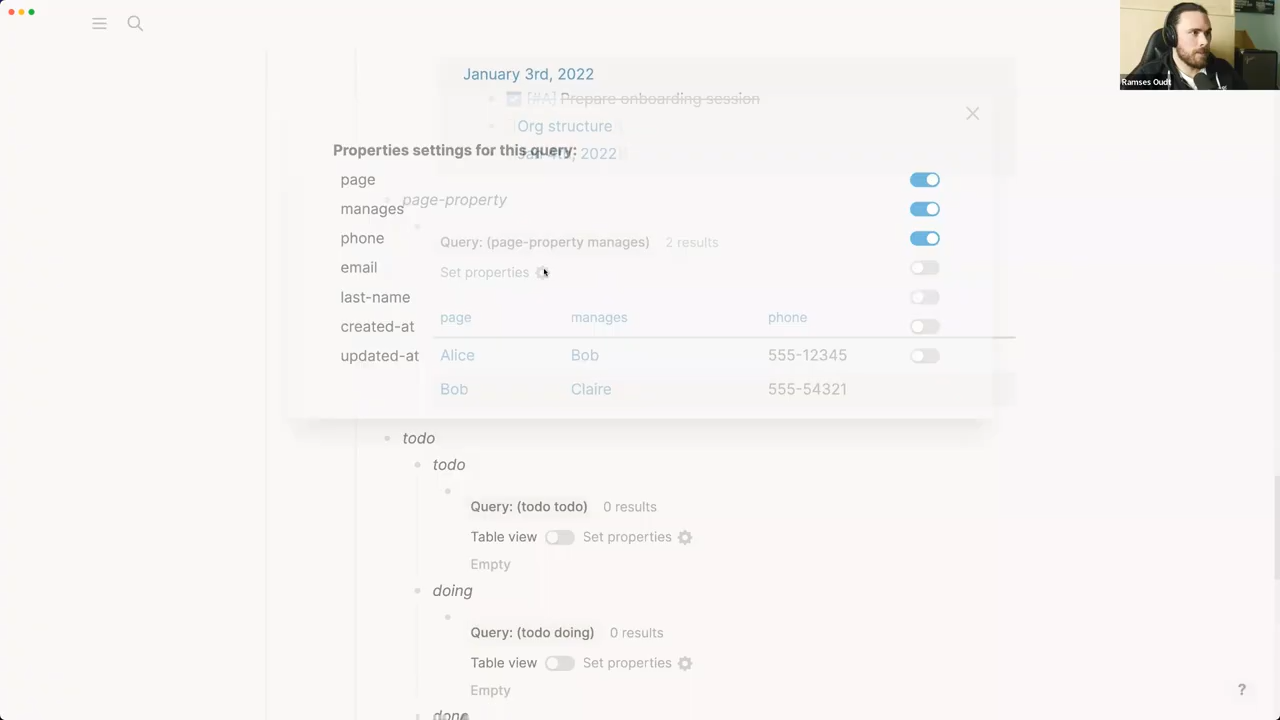 Ramses Oudt
January 3rd, 2022
[#A] Prepare onboarding session
Org structure
Properties settings for this query:
Jan 4th, 2022
page
manages
page-property
phone
Query: (page-property manages) 2 results
email
Set properties
last-name
created-at
updated-at
page manages phone
Alice Bob 555-12345
Bob Claire 555-54321
todo
todo
Query: (todo todo) 0 results
Table view Set properties
Empty
doing
Query: (todo doing) 0 results
Table view Set properties
Empty
done
?